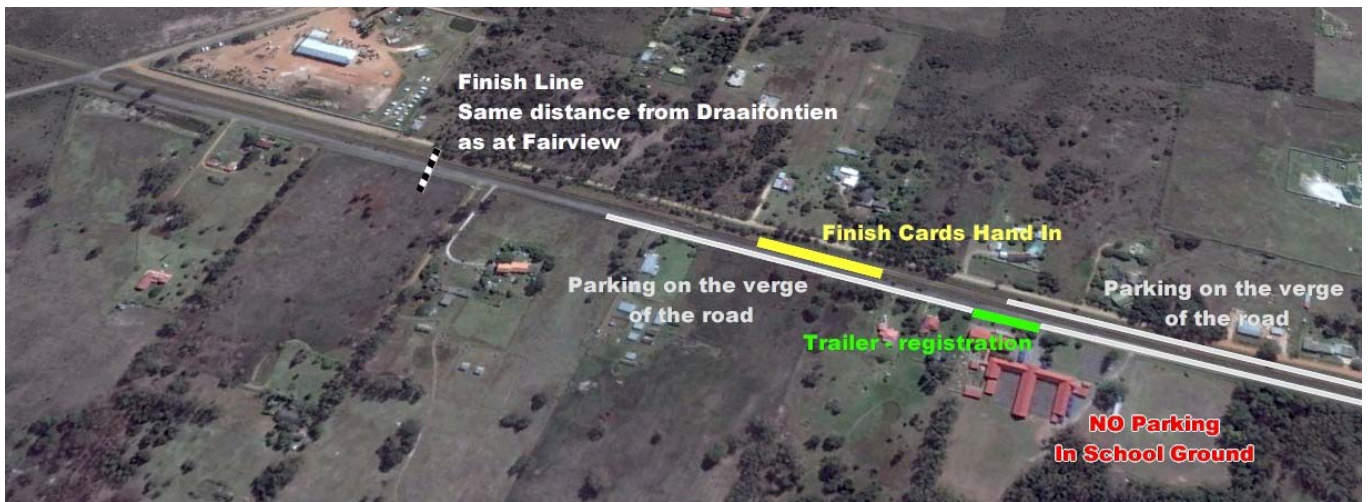 Finish Line
Same distance from Draaifontien
as at Fairview
Finish Cards Hand In
Parking on the verge
of the road
Parking on the verge
of the road
Trailer - registration
NO Parking
In School Ground